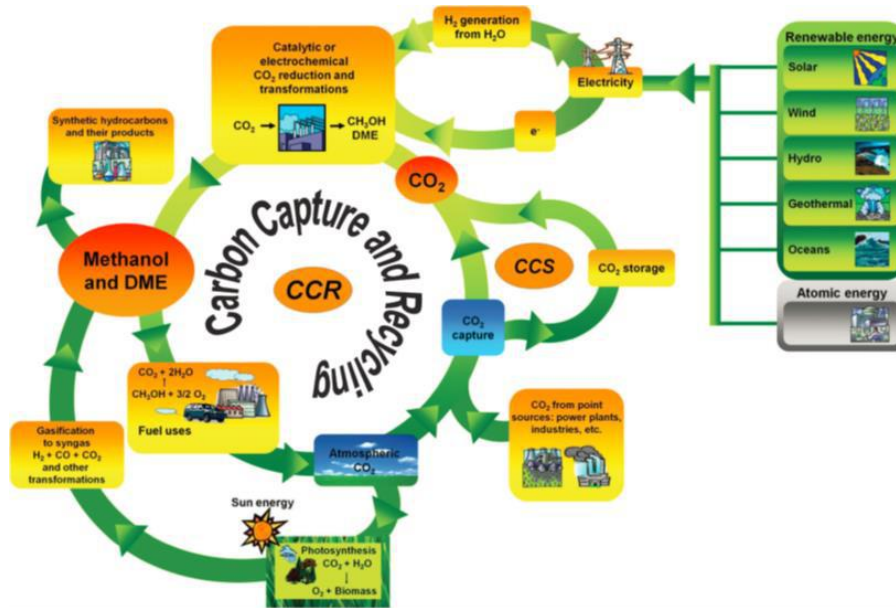 H₂ generation
from H₂O
Catalytic or
electrochemical
CO₂ reduction and
transformations
CO₂ → CH₃OH
DME
Electricity
e⁻
Renewable energy
Solar
Wind
Hydro
Geothermal
Oceans
Atomic energy
Synthetic hydrocarbons
and their products
CO₂
Methanol
and DME
Carbon Capture and Recycling
CCR
CCS
CO₂ storage
CO₂
capture
CO₂ + 2H₂O
↑
CH₃OH + 3/2 O₂
Fuel uses
Gasification
to syngas
H₂ + CO + CO₂
and other
transformations
Atmospheric
CO₂
CO₂ from point
sources: power plants,
industries, etc.
Sun energy
Photosynthesis
CO₂ + H₂O
↓
O₂ + Biomass